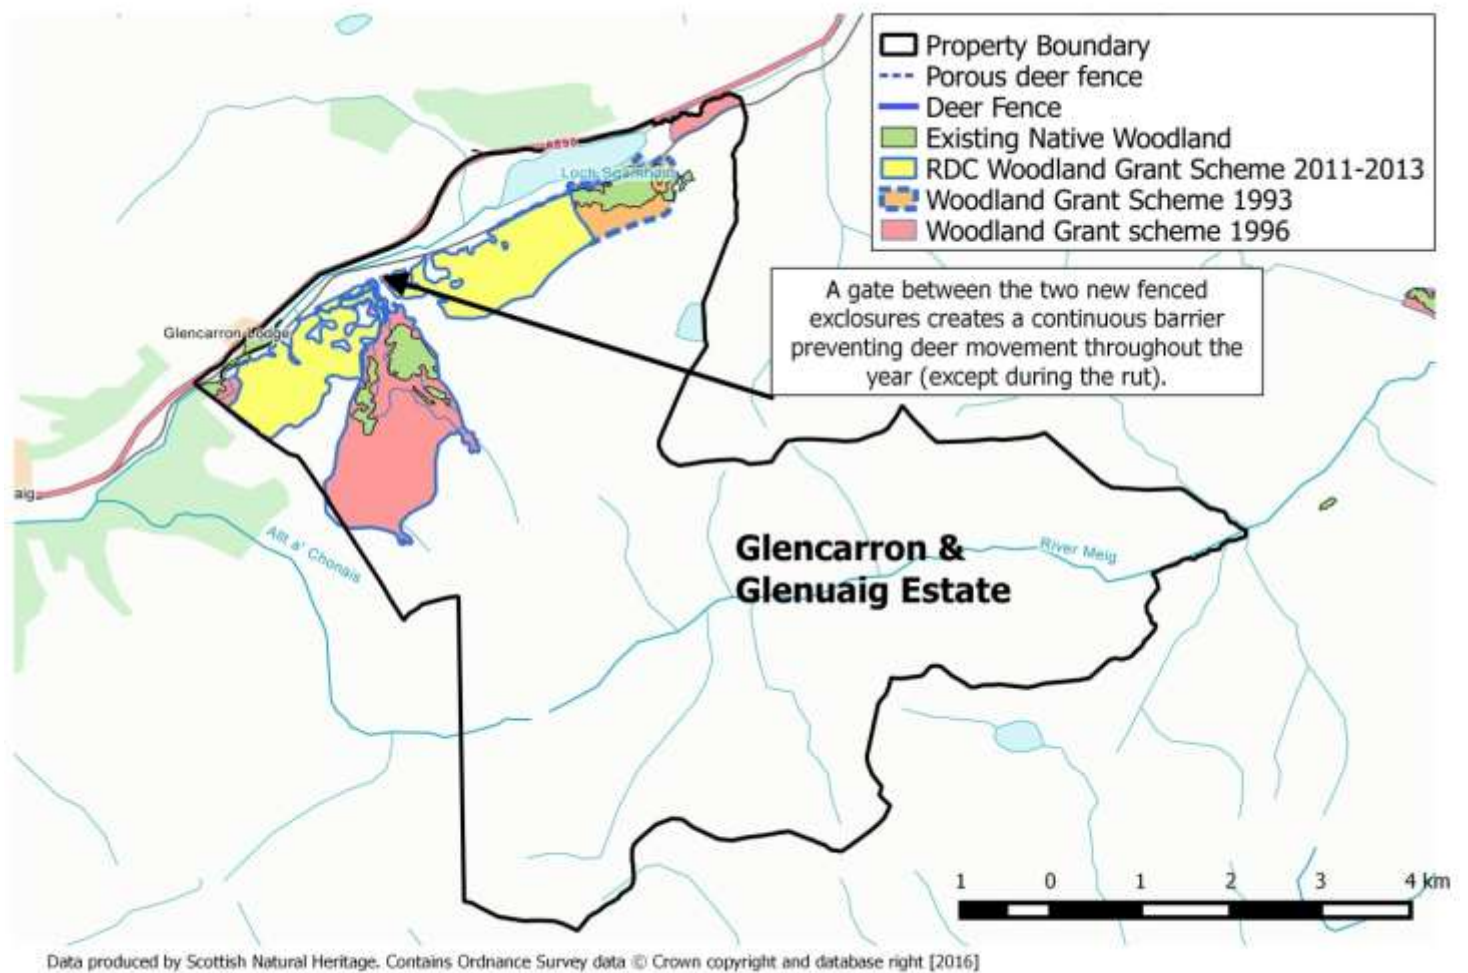 Property Boundary
Porous deer fence
Deer Fence
Existing Native Woodland
RDC Woodland Grant Scheme 2011-2013
Woodland Grant Scheme 1993
Woodland Grant scheme 1996
A890
Loch Sgamhain
A gate between the two new fenced
exclosures creates a continuous barrier
preventing deer movement throughout the
year (except during the rut).
Glencarron Lodge
aig
Allt a' Chonais
Glencarron &
Glenuaig Estate
River Meig
1 0 1 2 3 4 km
Data produced by Scottish Natural Heritage. Contains Ordnance Survey data © Crown copyright and database right [2016]